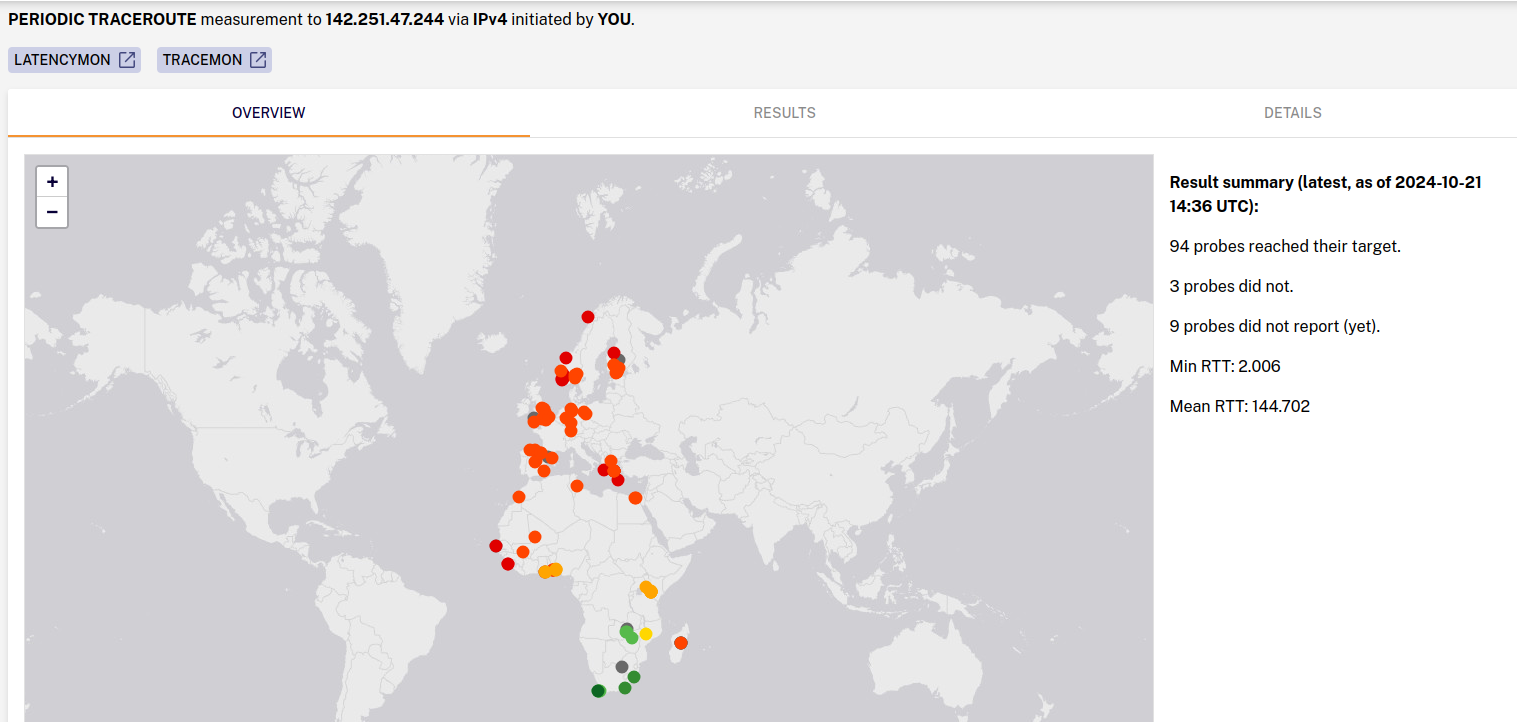 PERIODIC TRACEROUTE measurement to 142.251.47.244 via IPv4 initiated by YOU.
LATENCYMON TRACEMON
OVERVIEW RESULTS DETAILS
+
−
Result summary (latest, as of 2024-10-21
14:36 UTC):
94 probes reached their target.
3 probes did not.
9 probes did not report (yet).
Min RTT: 2.006
Mean RTT: 144.702